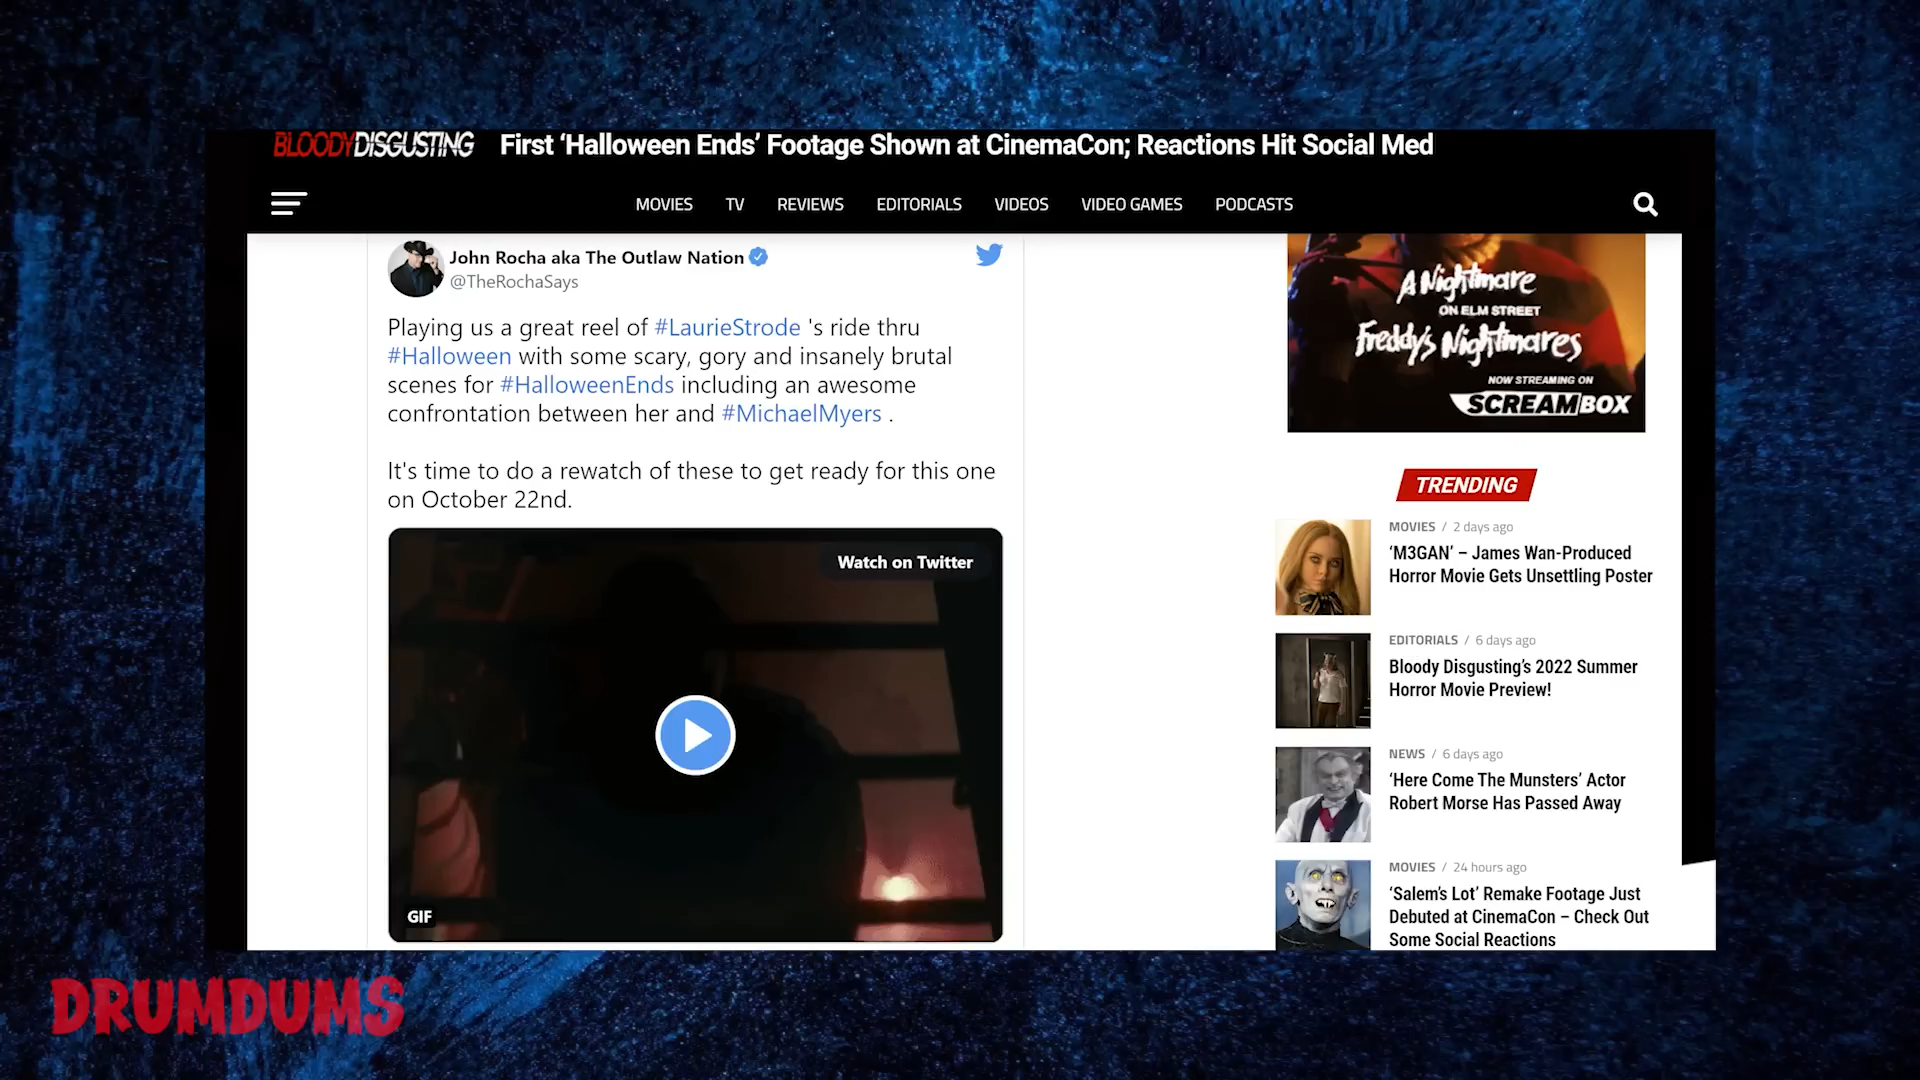 BLOODY DISGUSTING
First ‘Halloween Ends’ Footage Shown at CinemaCon; Reactions Hit Social Med
MOVIES TV REVIEWS EDITORIALS VIDEOS VIDEO GAMES PODCASTS
John Rocha aka The Outlaw Nation
@TheRochaSays
Playing us a great reel of #LaurieStrode 's ride thru
#Halloween with some scary, gory and insanely brutal
scenes for #HalloweenEnds including an awesome
confrontation between her and #MichaelMyers .
It's time to do a rewatch of these to get ready for this one
on October 22nd.
Watch on Twitter
GIF
A Nightmare
ON ELM STREET
Freddy's Nightmares
NOW STREAMING ON
SCREAMBOX
TRENDING
MOVIES / 2 days ago
‘M3GAN’ – James Wan-Produced
Horror Movie Gets Unsettling Poster
EDITORIALS / 6 days ago
Bloody Disgusting’s 2022 Summer
Horror Movie Preview!
NEWS / 6 days ago
‘Here Come The Munsters’ Actor
Robert Morse Has Passed Away
MOVIES / 24 hours ago
‘Salem’s Lot’ Remake Footage Just
Debuted at CinemaCon – Check Out
Some Social Reactions
DRUMDUMS